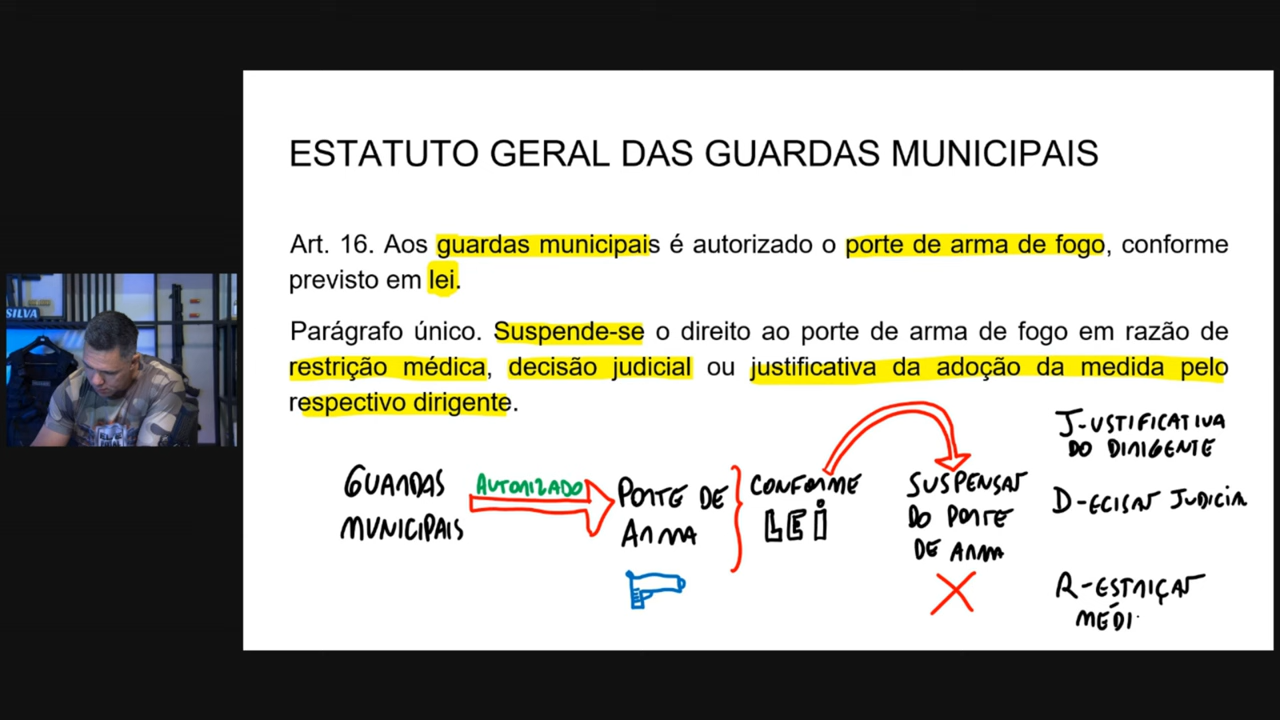 ESTATUTO GERAL DAS GUARDAS MUNICIPAIS
Art. 16. Aos guardas municipais é autorizado o porte de arma de fogo, conforme
previsto em lei.
Parágrafo único. Suspende-se o direito ao porte de arma de fogo em razão de
restrição médica, decisão judicial ou justificativa da adoção da medida pelo
respectivo dirigente.
GUARDAS
MUNICIPAIS
AUTORIZADO
PORTE DE
ARMA
CONFORME
LEI
SUSPENSÃO
DO PORTE
DE ARMA
J-USTIFICATIVA
DO DIRIGENTE
D-ECISÃO JUDICIA
R-ESTRIÇÃO
MÉDI
SILVA